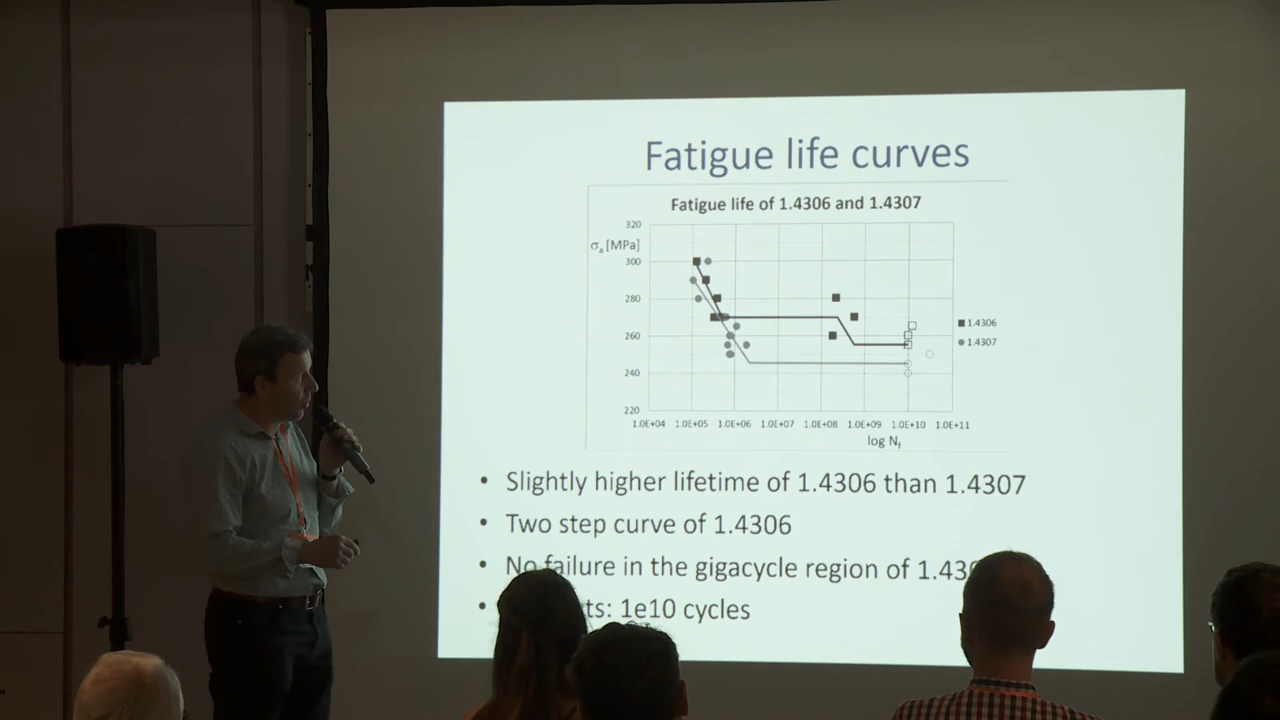 Fatigue life curves
Fatigue life of 1.4306 and 1.4307
σa [MPa]
320
300
280
260
240
220
1.0E+04 1.0E+05 1.0E+06 1.0E+07 1.0E+08 1.0E+09 1.0E+10 1.0E+11
log Nf
1.4306
1.4307
• Slightly higher lifetime of 1.4306 than 1.4307
• Two step curve of 1.4306
• No failure in the gigacycle region of
• 1e10 cycles